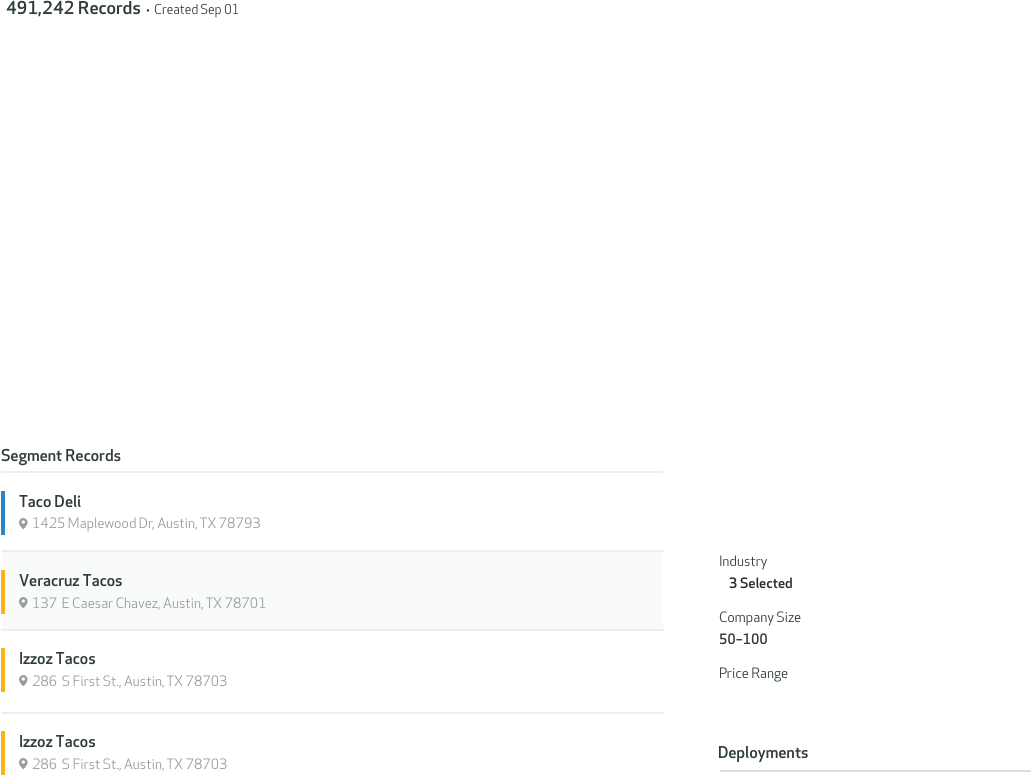 491,242 Records · Created Sep 01
Segment Records
Taco Deli
1425 Maplewood Dr, Austin, TX 78793
Veracruz Tacos
137 E Caesar Chavez, Austin, TX 78701
Izzoz Tacos
286 S First St., Austin, TX 78703
Izzoz Tacos
286 S First St., Austin, TX 78703
Industry
3 Selected
Company Size
50–100
Price Range
Deployments